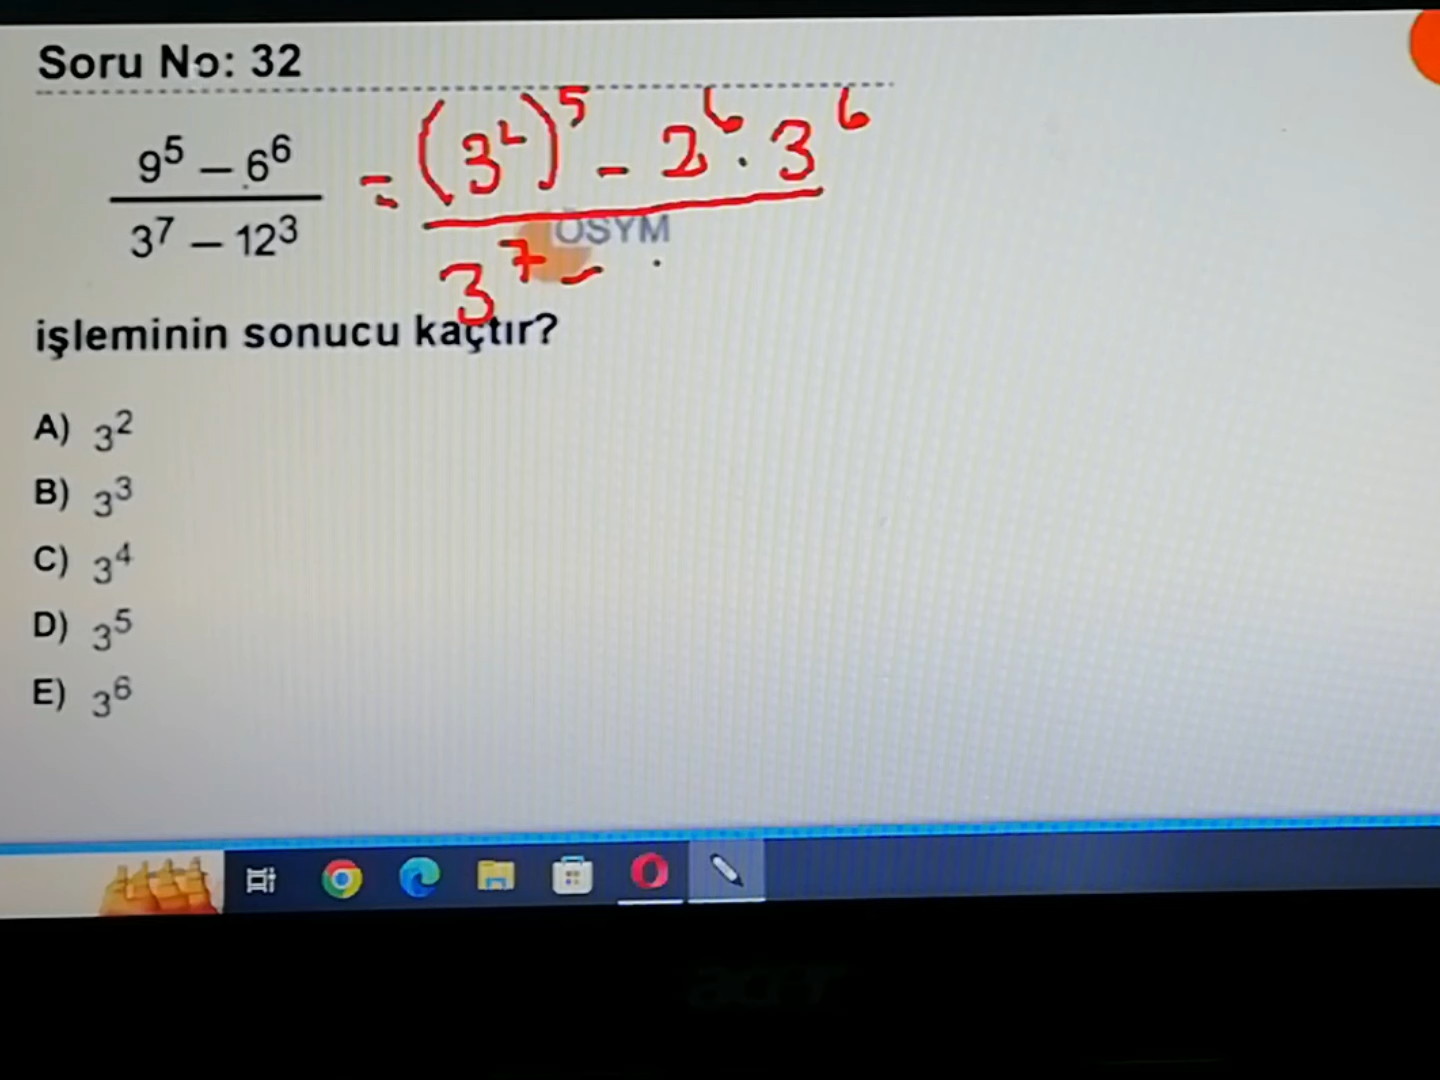 Soru No: 32
9⁵ – 6⁶ / 3⁷ – 12³ = (3²)⁵ - 2⁶ · 3⁶ / 3⁷ -
ÖSYM
işleminin sonucu kaçtır?
A) 3²
B) 3³
C) 3⁴
D) 3⁵
E) 3⁶
acer